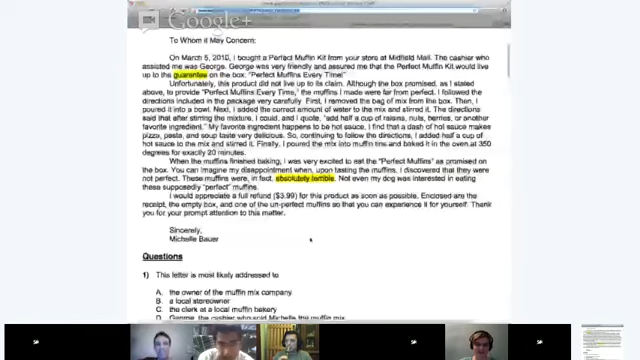 Google+
To Whom it May Concern:
On March 5, 2010, I bought a Perfect Muffin Kit from your store at Midfield Mall. The cashier who
assisted me was George. George was very friendly and assured me that the Perfect Muffin Kit would live
up to the guarantee on the box: "Perfect Muffins Every Time!"
Unfortunately, this product did not live up to its claim. Although the box promised, as I stated
above, to provide "Perfect Muffins Every Time," the muffins I made were far from perfect. I followed the
directions included in the package very carefully. First, I removed the bag of mix from the box. Then, I
poured it into a bowl. Next, I added the correct amount of water to the mix and stirred it. The directions
said that after stirring the mixture, I could, and I quote, "add half a cup of raisins, nuts, berries, or another
favorite ingredient." My favorite ingredient happens to be hot sauce. I find that a dash of hot sauce makes
pizza, pasta, and soup taste very delicious. So, continuing to follow the directions, I added half a cup of
hot sauce to the mix and stirred it. Finally, I poured the mix into muffin tins and baked it in the oven at 350
degrees for exactly 20 minutes.
When the muffins finished baking, I was very excited to eat the "Perfect Muffins" as promised on
the box. You can imagine my disappointment when, upon tasting the muffins, I discovered that they were
not perfect. These muffins were, in fact, absolutely terrible. Not even my dog was interested in eating
these supposedly "perfect" muffins.
I would appreciate a full refund ($3.99) for this product as soon as possible. Enclosed are the
receipt, the empty box, and one of the un-perfect muffins so that you can experience it for yourself. Thank
you for your prompt attention to this matter.
Sincerely,
Michelle Bauer
Questions
1) This letter is most likely addressed to
A. the owner of the muffin mix company
B. a local storeowner
C. the clerk at a local muffin bakery
D. George, the cashier who sold Michelle the muffin mix